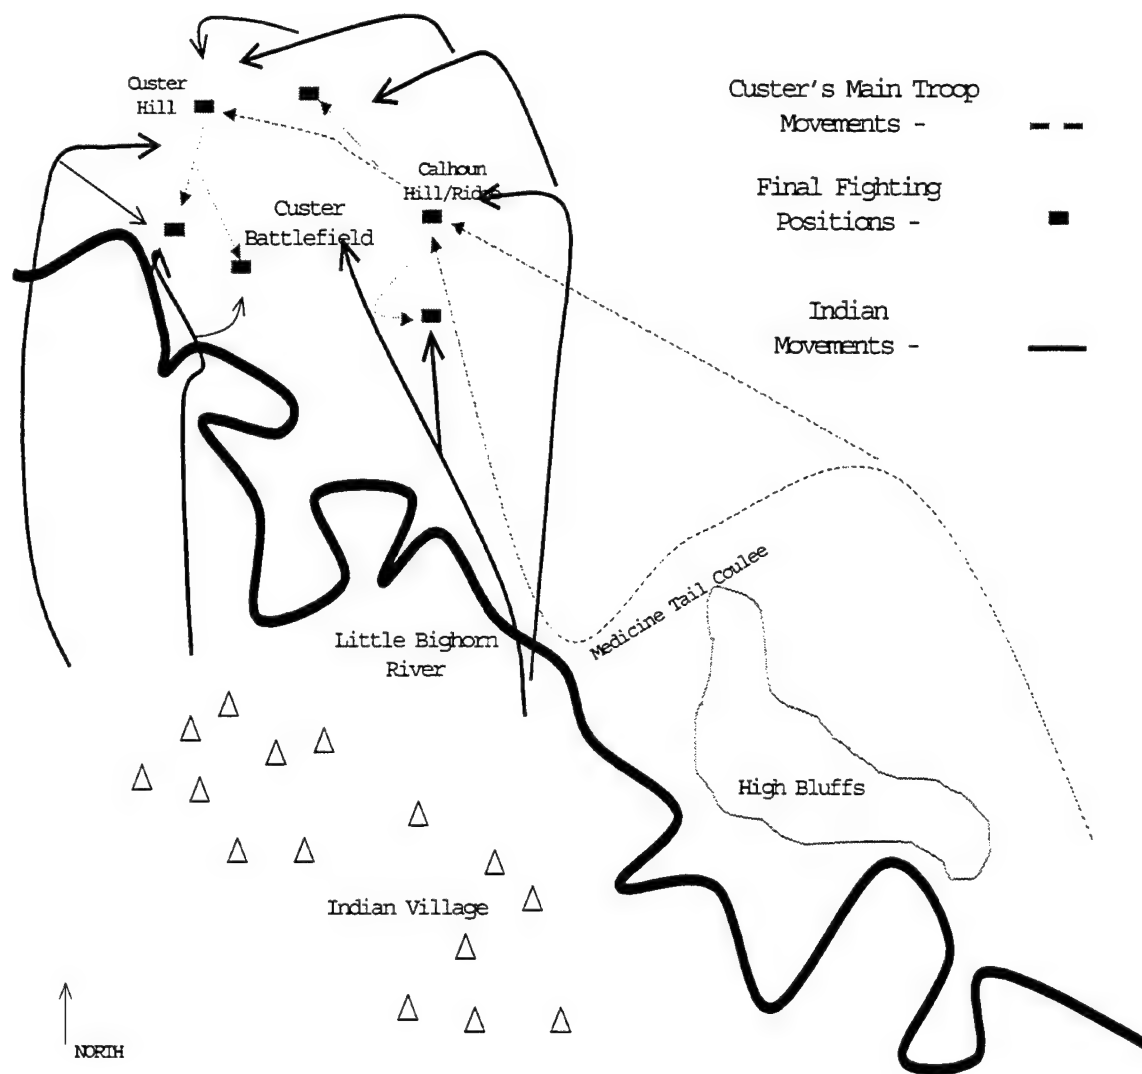 Custer
Hill
Custer's Main Troop
Movements -
Calhoun
Hill/Ridge
Final Fighting
Positions -
Custer
Battlefield
Indian
Movements -
Medicine Tail Coulee
Little Bighorn
River
High Bluffs
Indian Village
NORTH